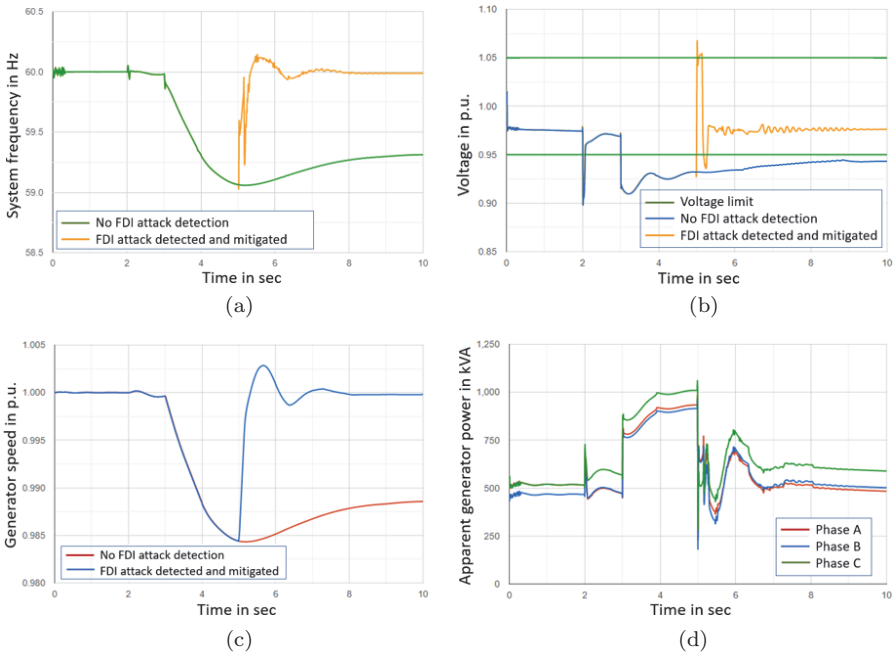 60.5
60.0
59.5
59.0
58.5
System frequency in Hz
No FDI attack detection
FDI attack detected and mitigated
0 2 4 6 8 10
Time in sec
(a)
1.10
1.05
1.00
0.95
0.90
0.85
Voltage in p.u.
Voltage limit
No FDI attack detection
FDI attack detected and mitigated
0 2 4 6 8 10
Time in sec
(b)
1.005
1.000
0.995
0.990
0.985
0.980
Generator speed in p.u.
No FDI attack detection
FDI attack detected and mitigated
0 2 4 6 8 10
Time in sec
(c)
1,250
1,000
750
500
250
0
Apparent generator power in kVA
Phase A
Phase B
Phase C
0 2 4 6 8 10
Time in sec
(d)